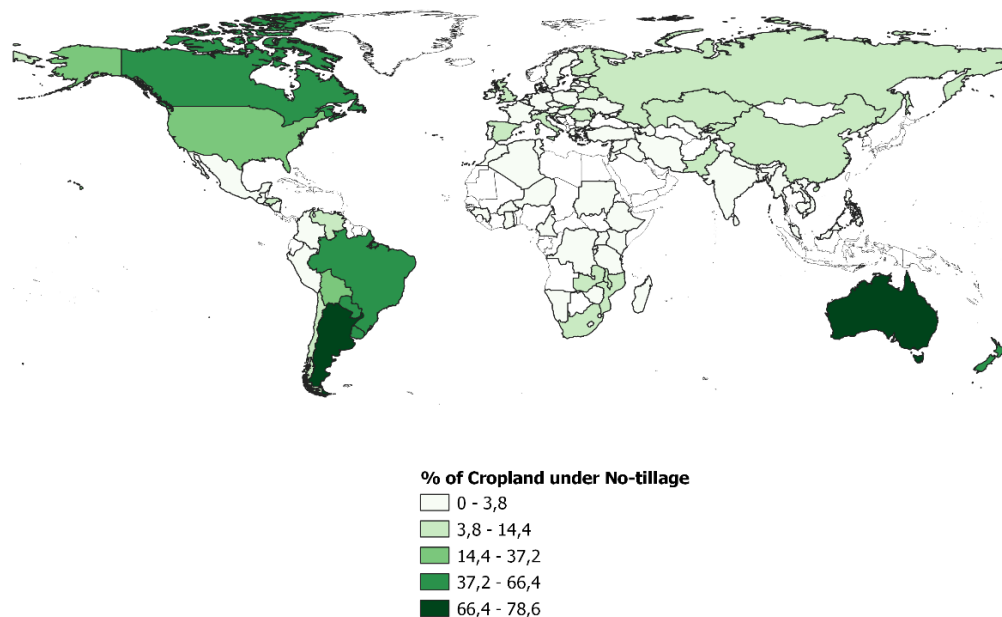 % of Cropland under No-tillage
0 - 3,8
3,8 - 14,4
14,4 - 37,2
37,2 - 66,4
66,4 - 78,6